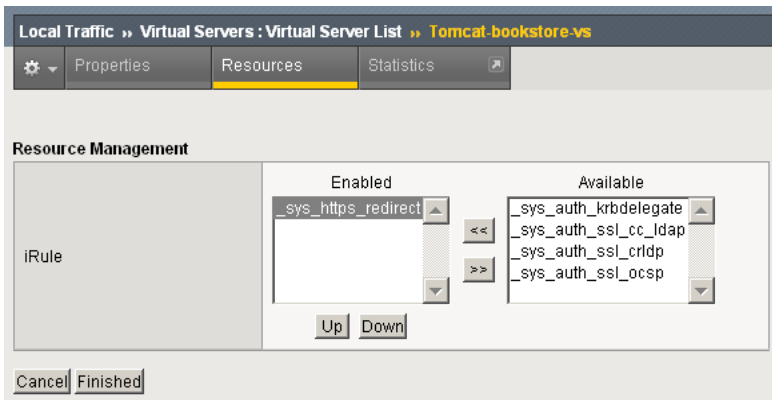 Local Traffic ›› Virtual Servers : Virtual Server List ›› Tomcat-bookstore-vs
Properties Resources Statistics
Resource Management
iRule
Enabled
_sys_https_redirect
<<
>>
Available
_sys_auth_krbdelegate
_sys_auth_ssl_cc_ldap
_sys_auth_ssl_crldp
_sys_auth_ssl_ocsp
Up Down
Cancel Finished